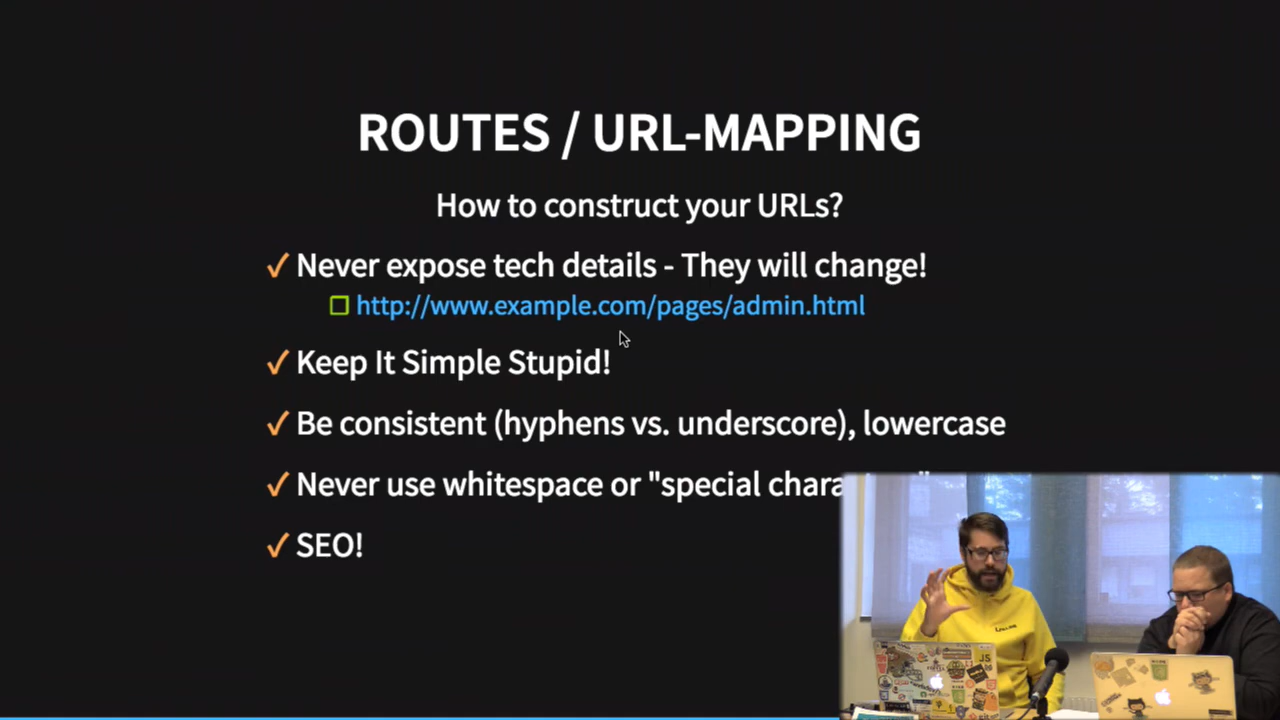 ROUTES / URL-MAPPING
How to construct your URLs?
✓ Never expose tech details - They will change!
http://www.example.com/pages/admin.html
✓ Keep It Simple Stupid!
✓ Be consistent (hyphens vs. underscore), lowercase
✓ Never use whitespace or "special
✓ SEO!
JS